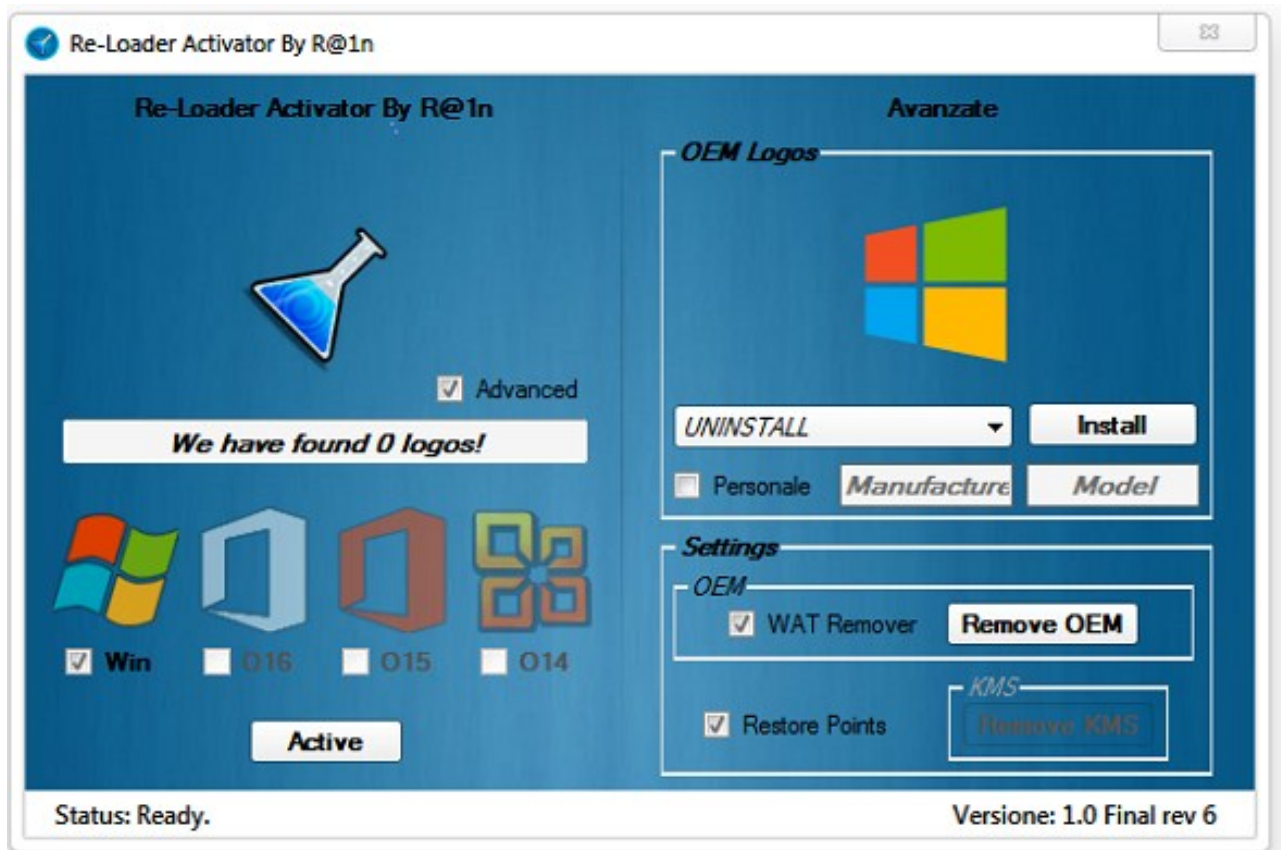 Re-Loader Activator By R@1n
Re-Loader Activator By R@1n
Advanced
We have found 0 logos!
Win
O16
O15
O14
Active
Avanzate
OEM Logos
UNINSTALL
Install
Personale
Manufacture
Model
Settings
OEM
WAT Remover
Remove OEM
Restore Points
KMS
Remove KMS
Status: Ready.
Versione: 1.0 Final rev 6